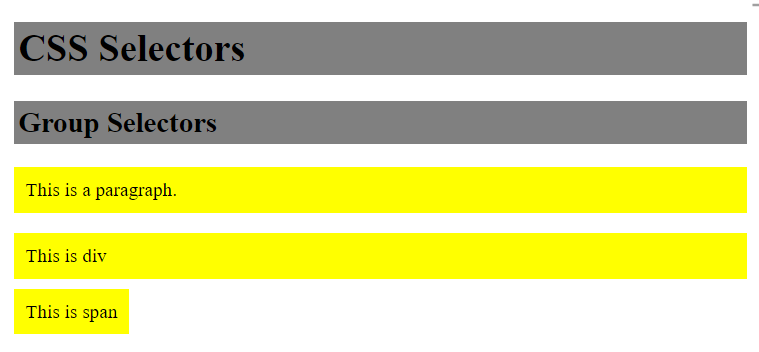 CSS Selectors
Group Selectors
This is a paragraph.
This is div
This is span